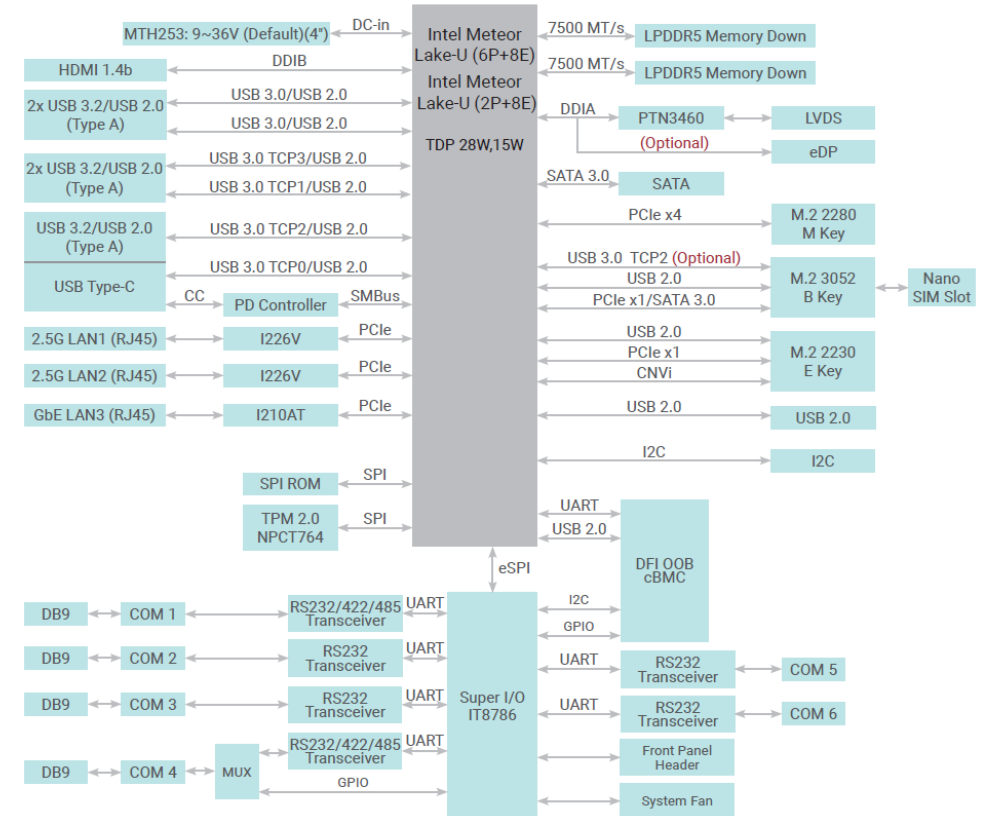 MTH253: 9~36V (Default)(4")
DC-in
HDMI 1.4b
DDIB
2x USB 3.2/USB 2.0
(Type A)
USB 3.0/USB 2.0
USB 3.0/USB 2.0
2x USB 3.2/USB 2.0
(Type A)
USB 3.0 TCP3/USB 2.0
USB 3.0 TCP1/USB 2.0
USB 3.2/USB 2.0
(Type A)
USB 3.0 TCP2/USB 2.0
USB Type-C
USB 3.0 TCP0/USB 2.0
CC
PD Controller
SMBus
2.5G LAN1 (RJ45)
I226V
PCIe
2.5G LAN2 (RJ45)
I226V
PCIe
GbE LAN3 (RJ45)
I210AT
PCIe
SPI ROM
SPI
TPM 2.0
NPCT764
SPI
Intel Meteor
Lake-U (6P+8E)
Intel Meteor
Lake-U (2P+8E)
TDP 28W,15W
7500 MT/s
LPDDR5 Memory Down
7500 MT/s
LPDDR5 Memory Down
DDIA
PTN3460
LVDS
(Optional)
eDP
SATA 3.0
SATA
PCIe x4
M.2 2280
M Key
USB 3.0 TCP2 (Optional)
USB 2.0
PCIe x1/SATA 3.0
M.2 3052
B Key
Nano
SIM Slot
USB 2.0
PCIe x1
CNVi
M.2 2230
E Key
USB 2.0
USB 2.0
I2C
I2C
UART
USB 2.0
DFI OOB
cBMC
eSPI
I2C
GPIO
DB9
COM 1
RS232/422/485
Transceiver
UART
DB9
COM 2
RS232
Transceiver
UART
DB9
COM 3
RS232
Transceiver
UART
DB9
COM 4
MUX
RS232/422/485
Transceiver
UART
GPIO
Super I/O
IT8786
UART
RS232
Transceiver
COM 5
UART
RS232
Transceiver
COM 6
Front Panel
Header
System Fan